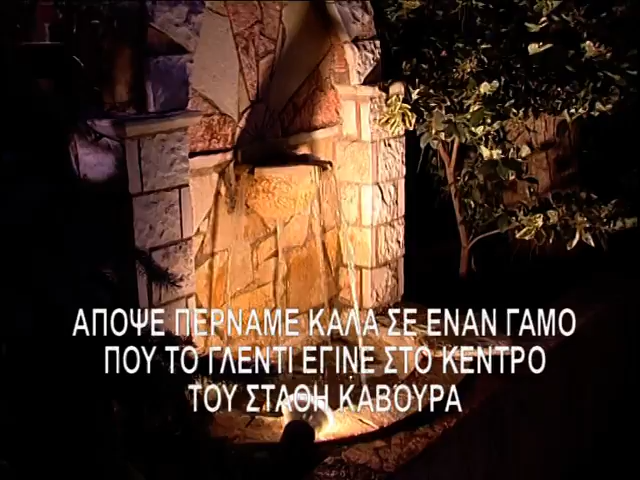 ΑΠΟΨΕ ΠΕΡΝΑΜΕ ΚΑΛΑ ΣΕ ΕΝΑΝ ΓΑΜΟ
ΠΟΥ ΤΟ ΓΛΕΝΤΙ ΕΓΙΝΕ ΣΤΟ ΚΕΝΤΡΟ
ΤΟΥ ΣΤΑΘΗ ΚΑΒΟΥΡΑ